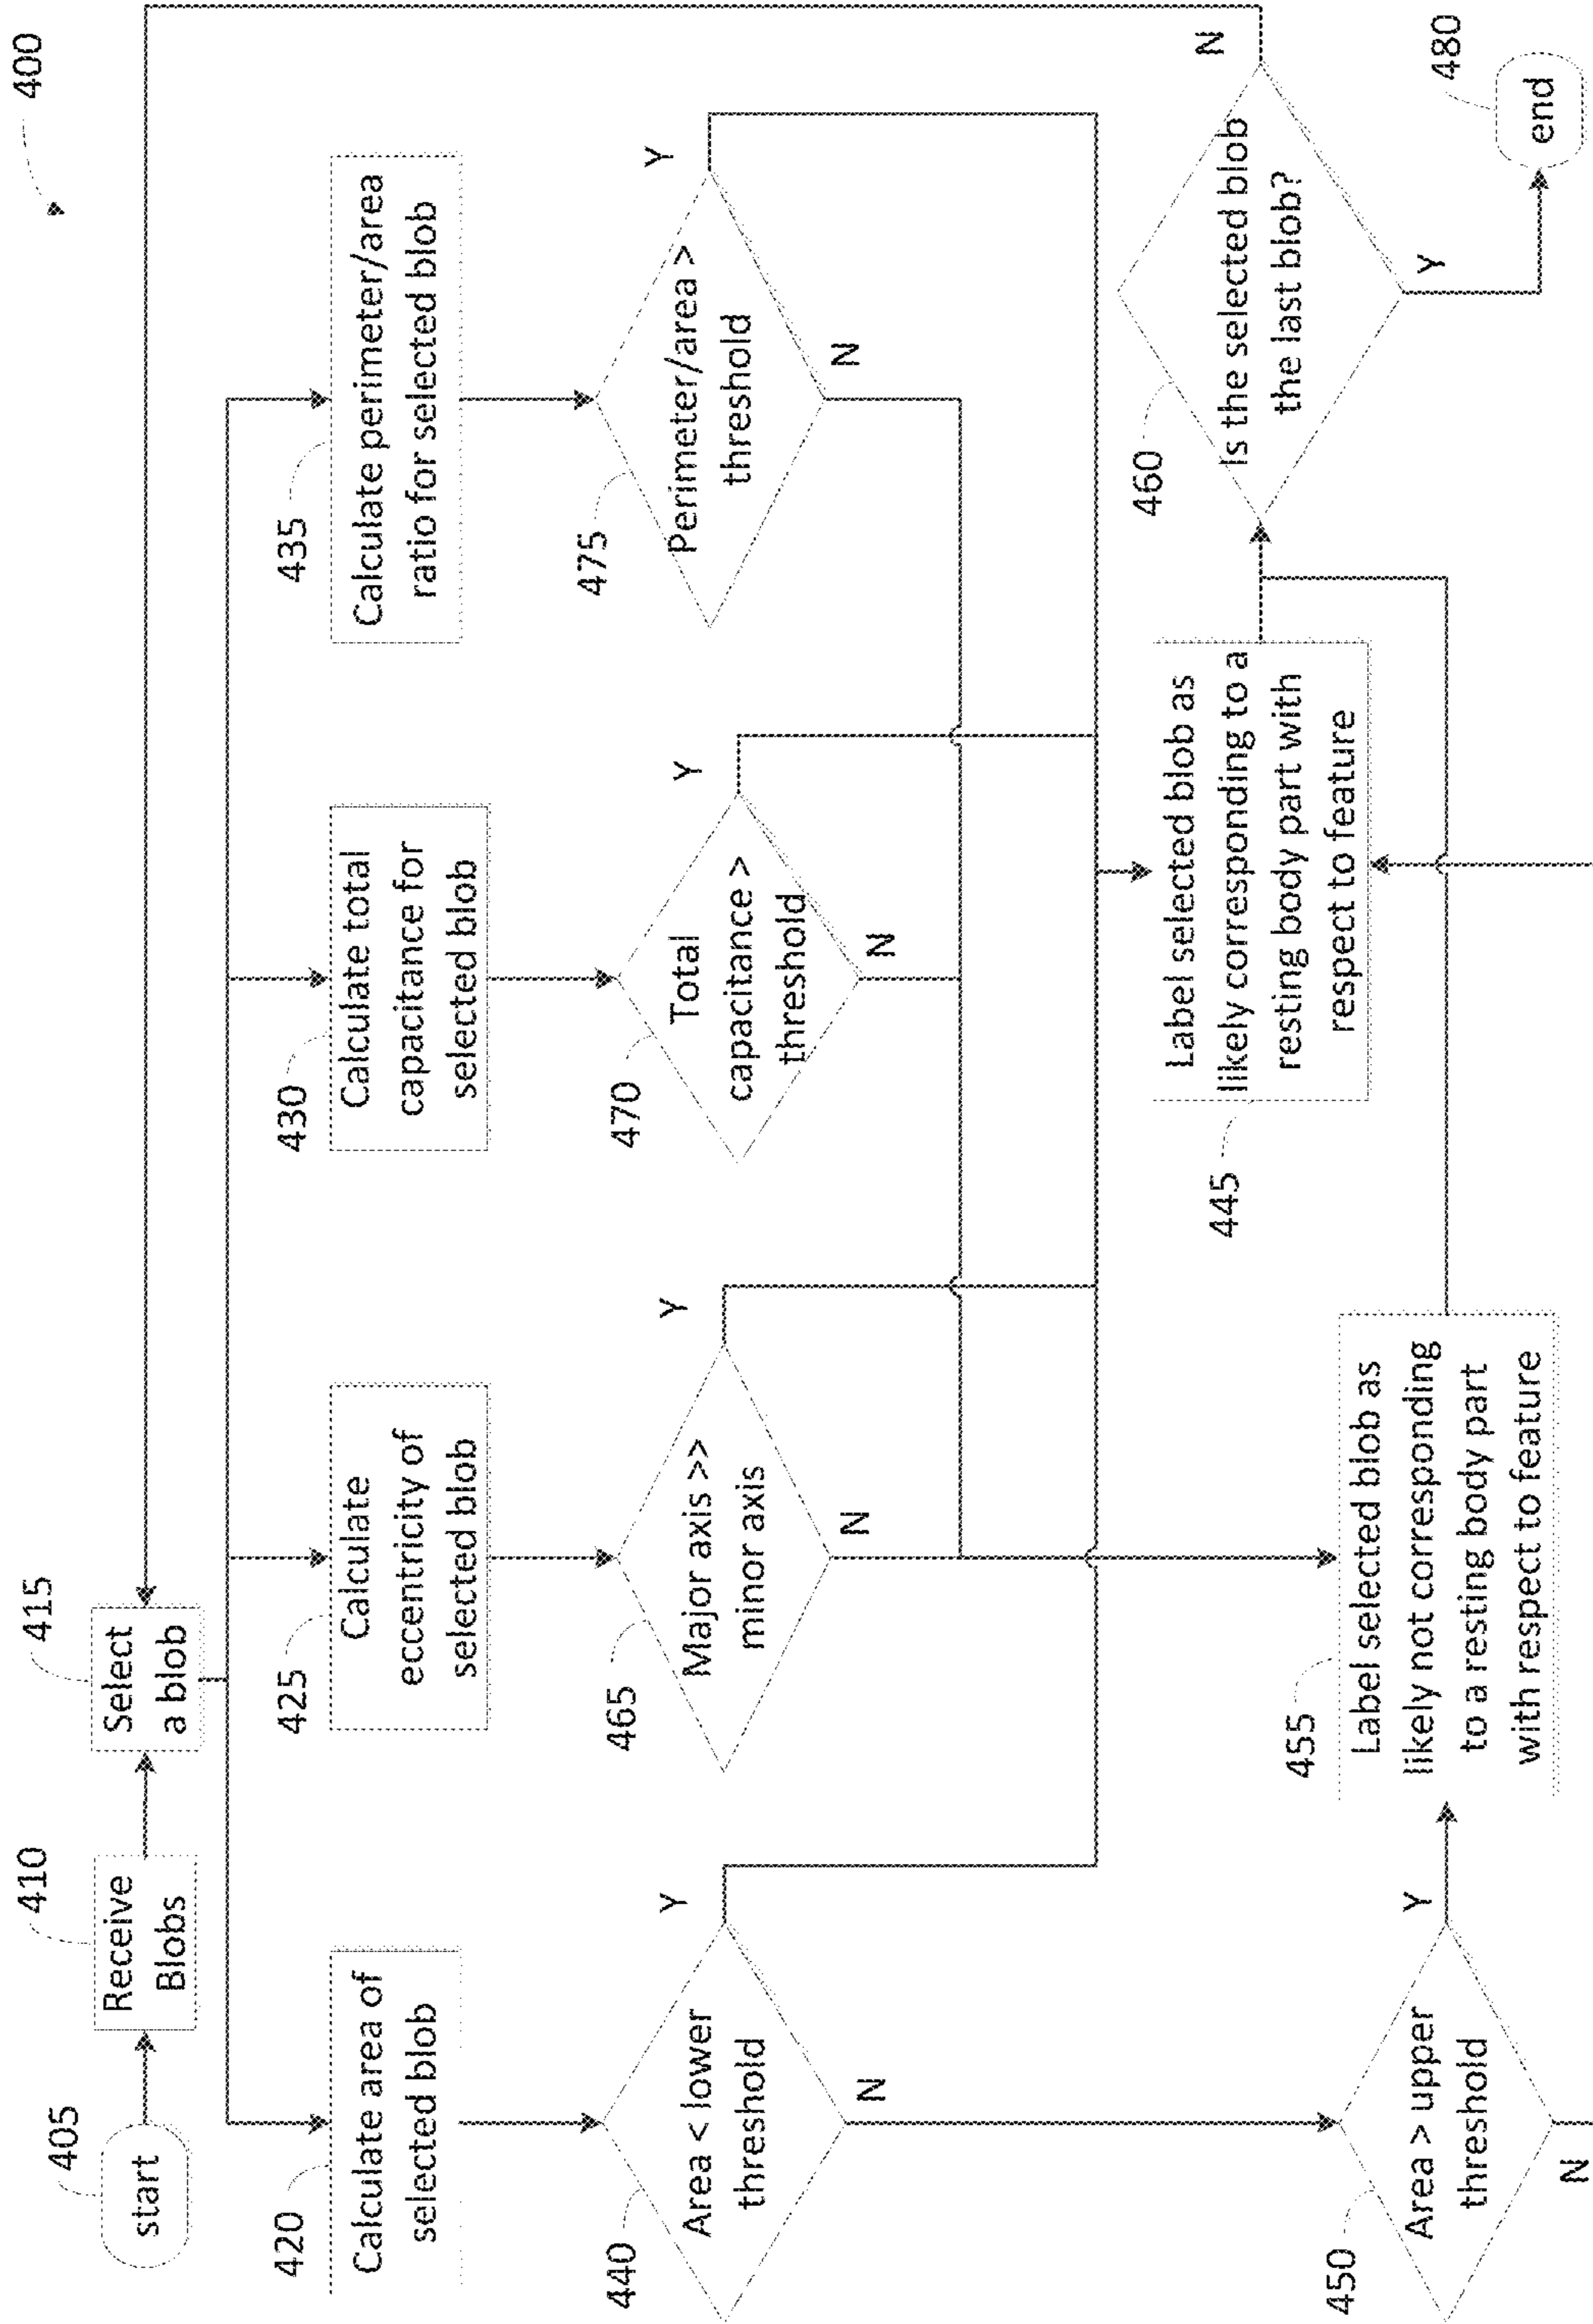 400
405
start
410
Receive
Blobs
415
Select
a blob
420
Calculate area of
selected blob
425
Calculate
eccentricity of
selected blob
430
Calculate total
capacitance for
selected blob
435
Calculate perimeter/area
ratio for selected blob
440
Area < lower
threshold
Y
N
465
Major axis >>
minor axis
Y
N
470
Total
capacitance >
threshold
Y
N
475
Perimeter/area >
threshold
Y
N
450
Area > upper
threshold
Y
N
455
Label selected blob as
likely not corresponding
to a resting body part
with respect to feature
445
Label selected blob as
likely corresponding to a
resting body part with
respect to feature
460
Is the selected blob
the last blob?
N
Y
480
end